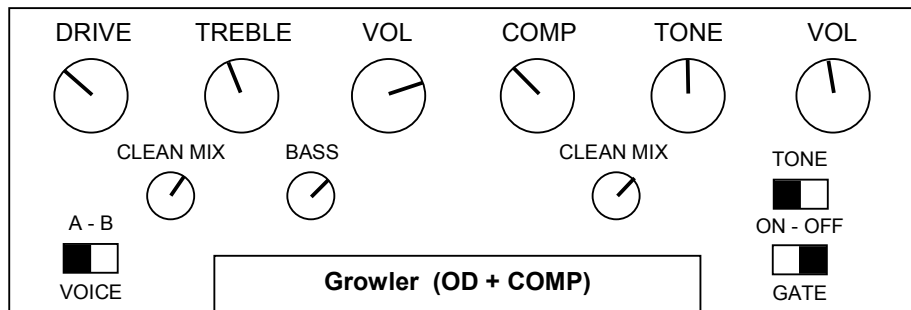 DRIVE TREBLE VOL COMP TONE VOL
CLEAN MIX BASS CLEAN MIX TONE
A - B ON - OFF
VOICE Growler (OD + COMP) GATE